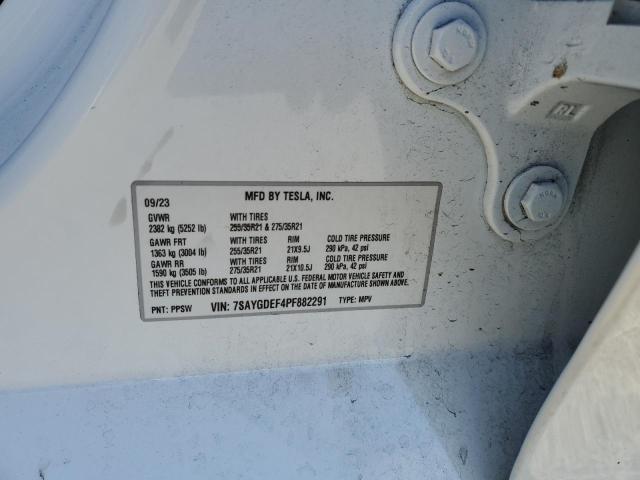 RL
09/23 MFD BY TESLA, INC.
GVWR WITH TIRES
2382 kg (5252 lb) 255/35R21 & 275/35R21
GAWR FRT WITH TIRES RIM COLD TIRE PRESSURE
1363 kg (3004 lb) 255/35R21 21X9.5J 290 kPa, 42 psi
GAWR RR WITH TIRES RIM COLD TIRE PRESSURE
1590 kg (3505 lb) 275/35R21 21X10.5J 290 kPa, 42 psi
THIS VEHICLE CONFORMS TO ALL APPLICABLE U.S. FEDERAL MOTOR VEHICLE SAFETY AND
THEFT PREVENTION STANDARDS IN EFFECT ON THE DATE OF MANUFACTURE SHOWN ABOVE.
PNT: PPSW VIN: 7SAYGDEF4PF882291 TYPE: MPV